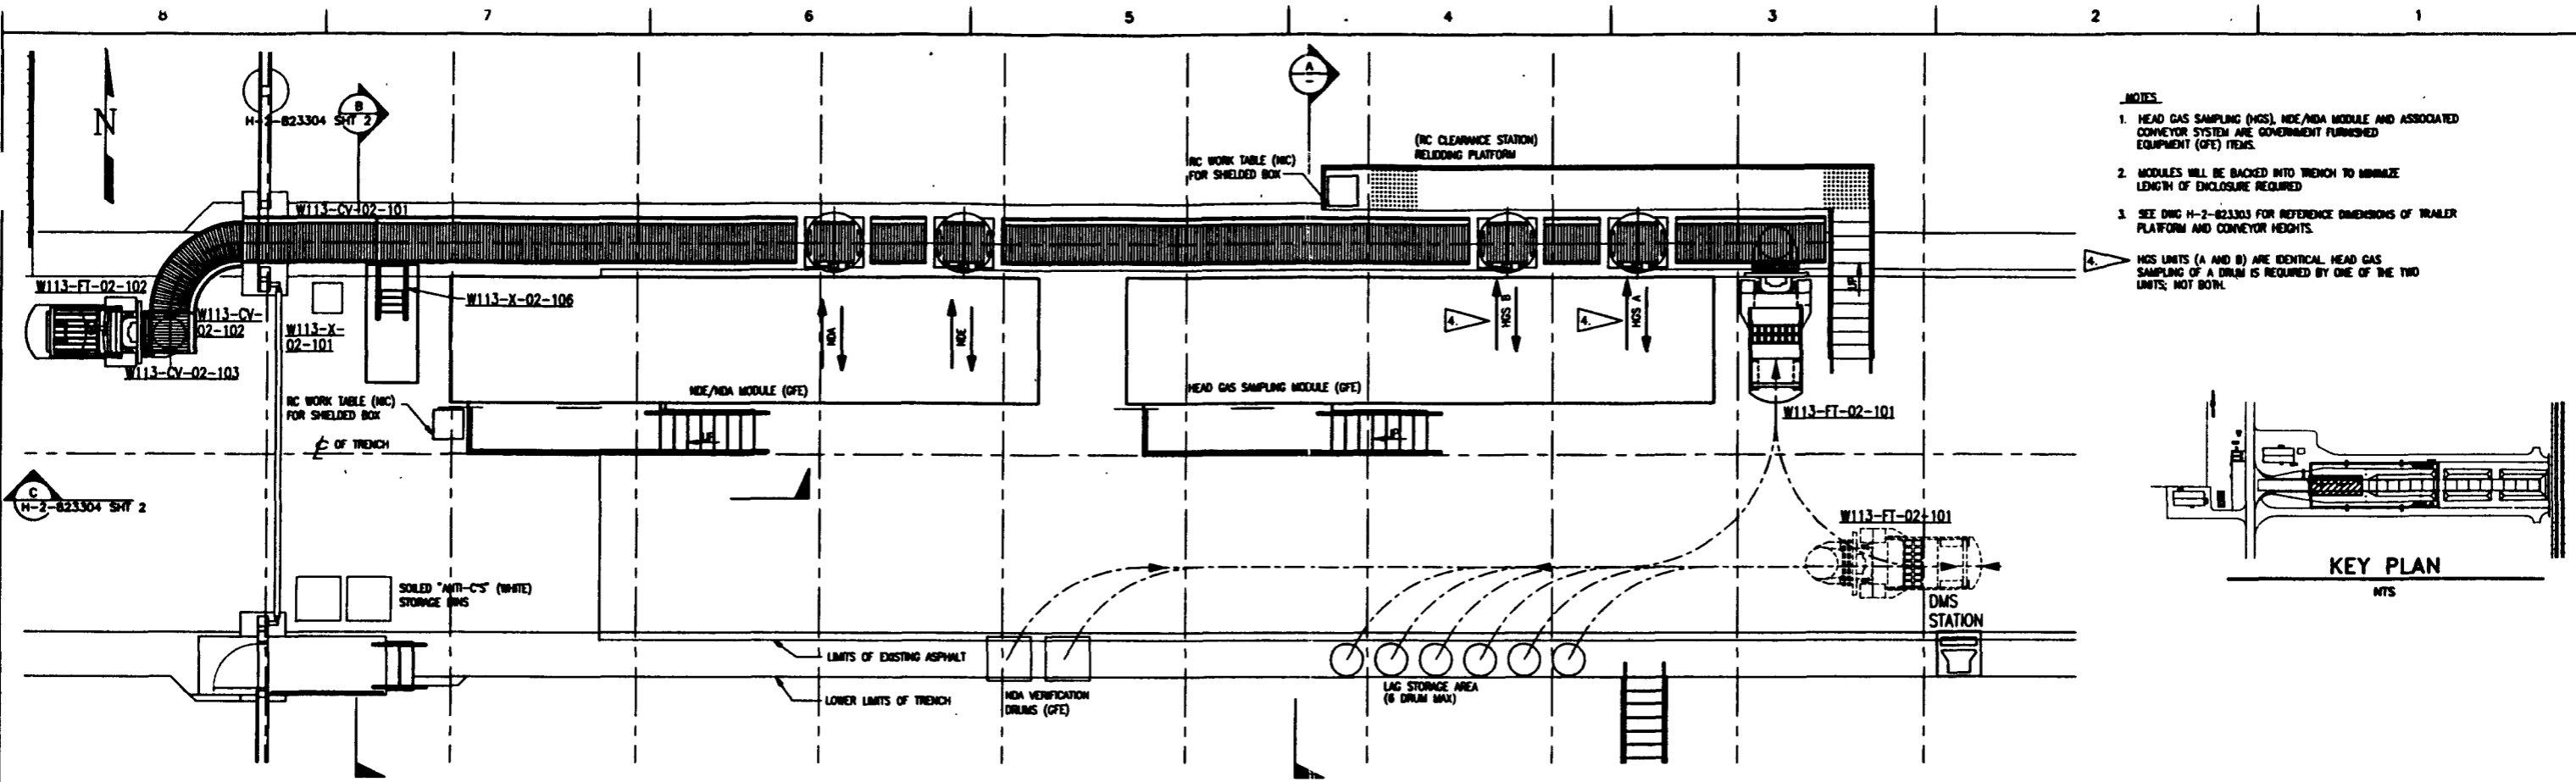 8 7 6 5 4 3 2 1
N
B
H-2-823304 SHT 2
A
-
(RC CLEARANCE STATION)
RELIDDING PLATFORM
RC WORK TABLE (NIC)
FOR SHIELDED BOX
W113-CV-02-101
W113-FT-02-102
W113-CV-
02-102
W113-X-
02-101
W113-CV-02-103
W113-X-02-106
NDA
NDE
4.
HGS B
4.
HGS A
UP
NDE/NDA MODULE (GFE)
HEAD GAS SAMPLING MODULE (GFE)
W113-FT-02-101
RC WORK TABLE (NIC)
FOR SHIELDED BOX
UP
UP
℄ OF TRENCH
C
H-2-823304 SHT 2
W113-FT-02-101
DMS
STATION
SOILED "ANTI-C'S" (WHITE)
STORAGE BINS
LIMITS OF EXISTING ASPHALT
LOWER LIMITS OF TRENCH
NDA VERIFICATION
DRUMS (GFE)
LAG STORAGE AREA
(6 DRUM MAX)
NOTES
1. HEAD GAS SAMPLING (HGS), NDE/NDA MODULE AND ASSOCIATED
CONVEYOR SYSTEM ARE GOVERNMENT FURNISHED
EQUIPMENT (GFE) ITEMS.
2. MODULES WILL BE BACKED INTO TRENCH TO MINIMIZE
LENGTH OF ENCLOSURE REQUIRED
3. SEE DWG H-2-823303 FOR REFERENCE DIMENSIONS OF TRAILER
PLATFORM AND CONVEYOR HEIGHTS.
4. HGS UNITS (A AND B) ARE IDENTICAL. HEAD GAS
SAMPLING OF A DRUM IS REQUIRED BY ONE OF THE TWO
UNITS; NOT BOTH.
KEY PLAN
NTS